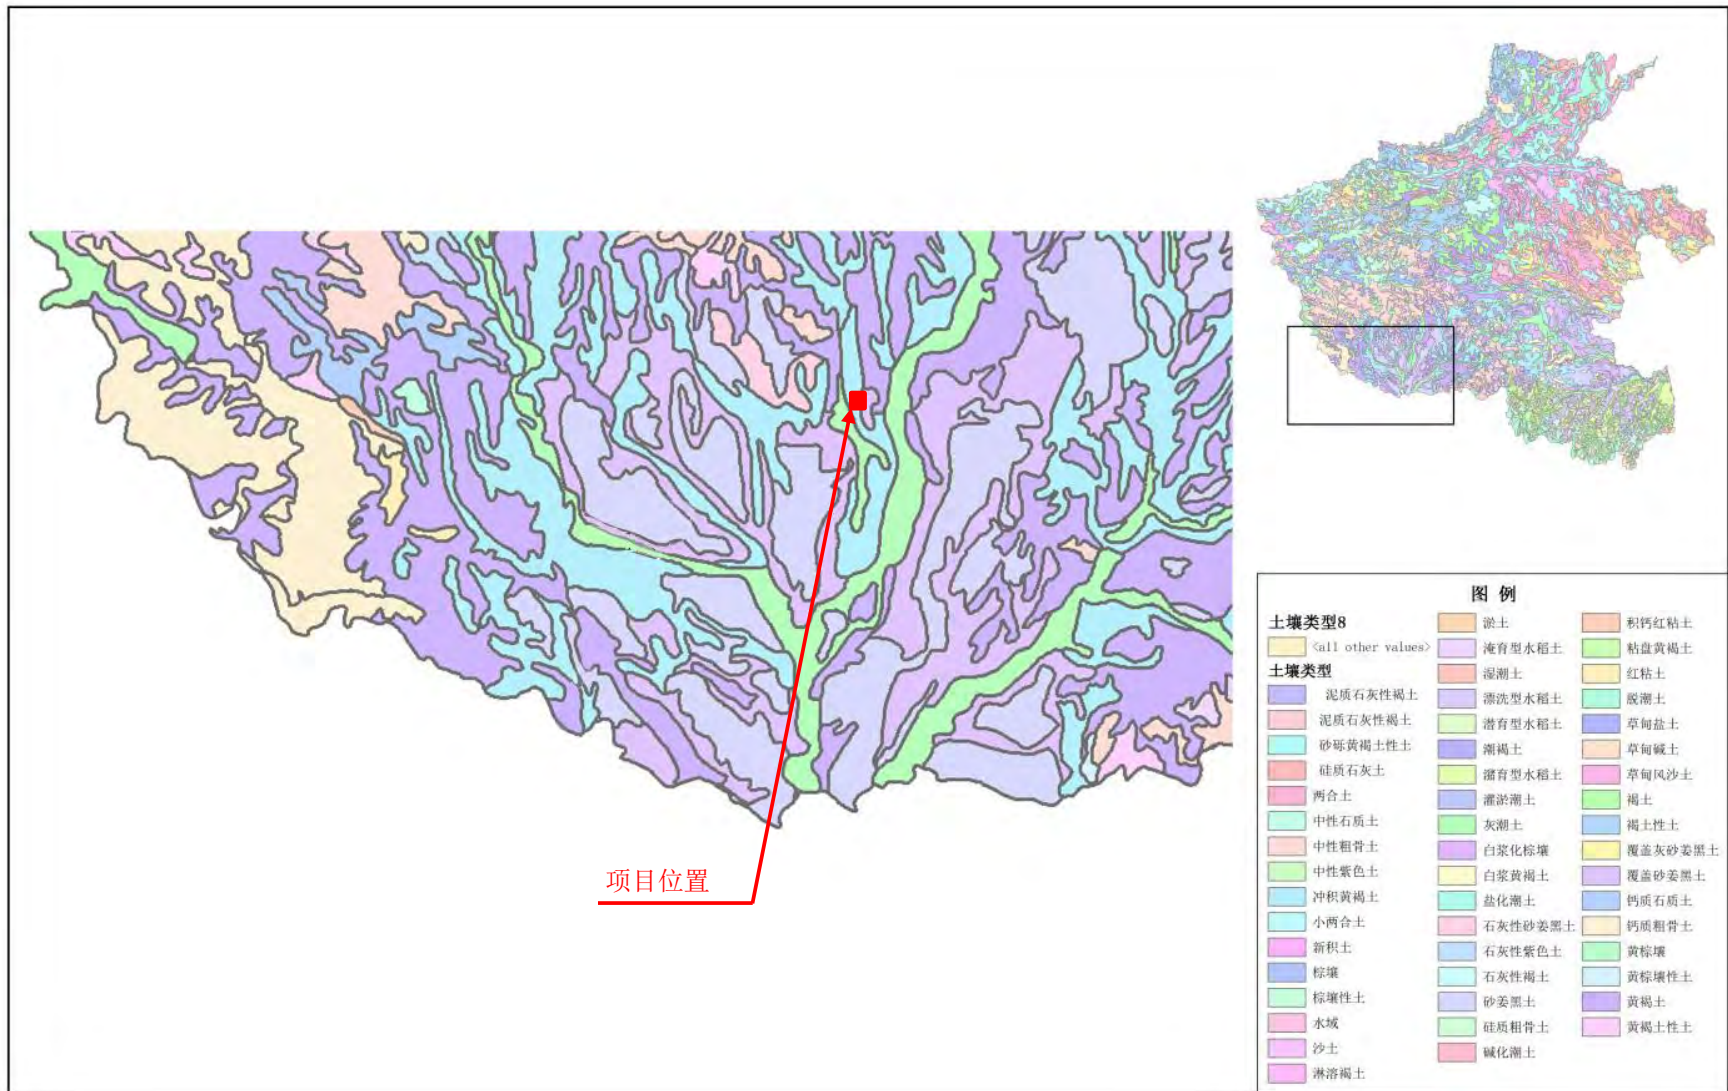 项目位置
图 例
土壤类型8
<all other values>
土壤类型
泥质石灰性褐土
泥质石灰性褐土
砂砾黄褐土性土
硅质石灰土
两合土
中性石质土
中性粗骨土
中性紫色土
冲积黄褐土
小两合土
新积土
棕壤
棕壤性土
水域
沙土
淋溶褐土
淤土
淹育型水稻土
湿潮土
漂洗型水稻土
潜育型水稻土
潮褐土
潴育型水稻土
灌淤潮土
灰潮土
白浆化棕壤
白浆黄褐土
盐化潮土
石灰性砂姜黑土
石灰性紫色土
石灰性褐土
砂姜黑土
硅质粗骨土
碱化潮土
积钙红粘土
粘盘黄褐土
红粘土
脱潮土
草甸盐土
草甸碱土
草甸风沙土
褐土
褐土性土
覆盖灰砂姜黑土
覆盖砂姜黑土
钙质石质土
钙质粗骨土
黄棕壤
黄棕壤性土
黄褐土
黄褐土性土